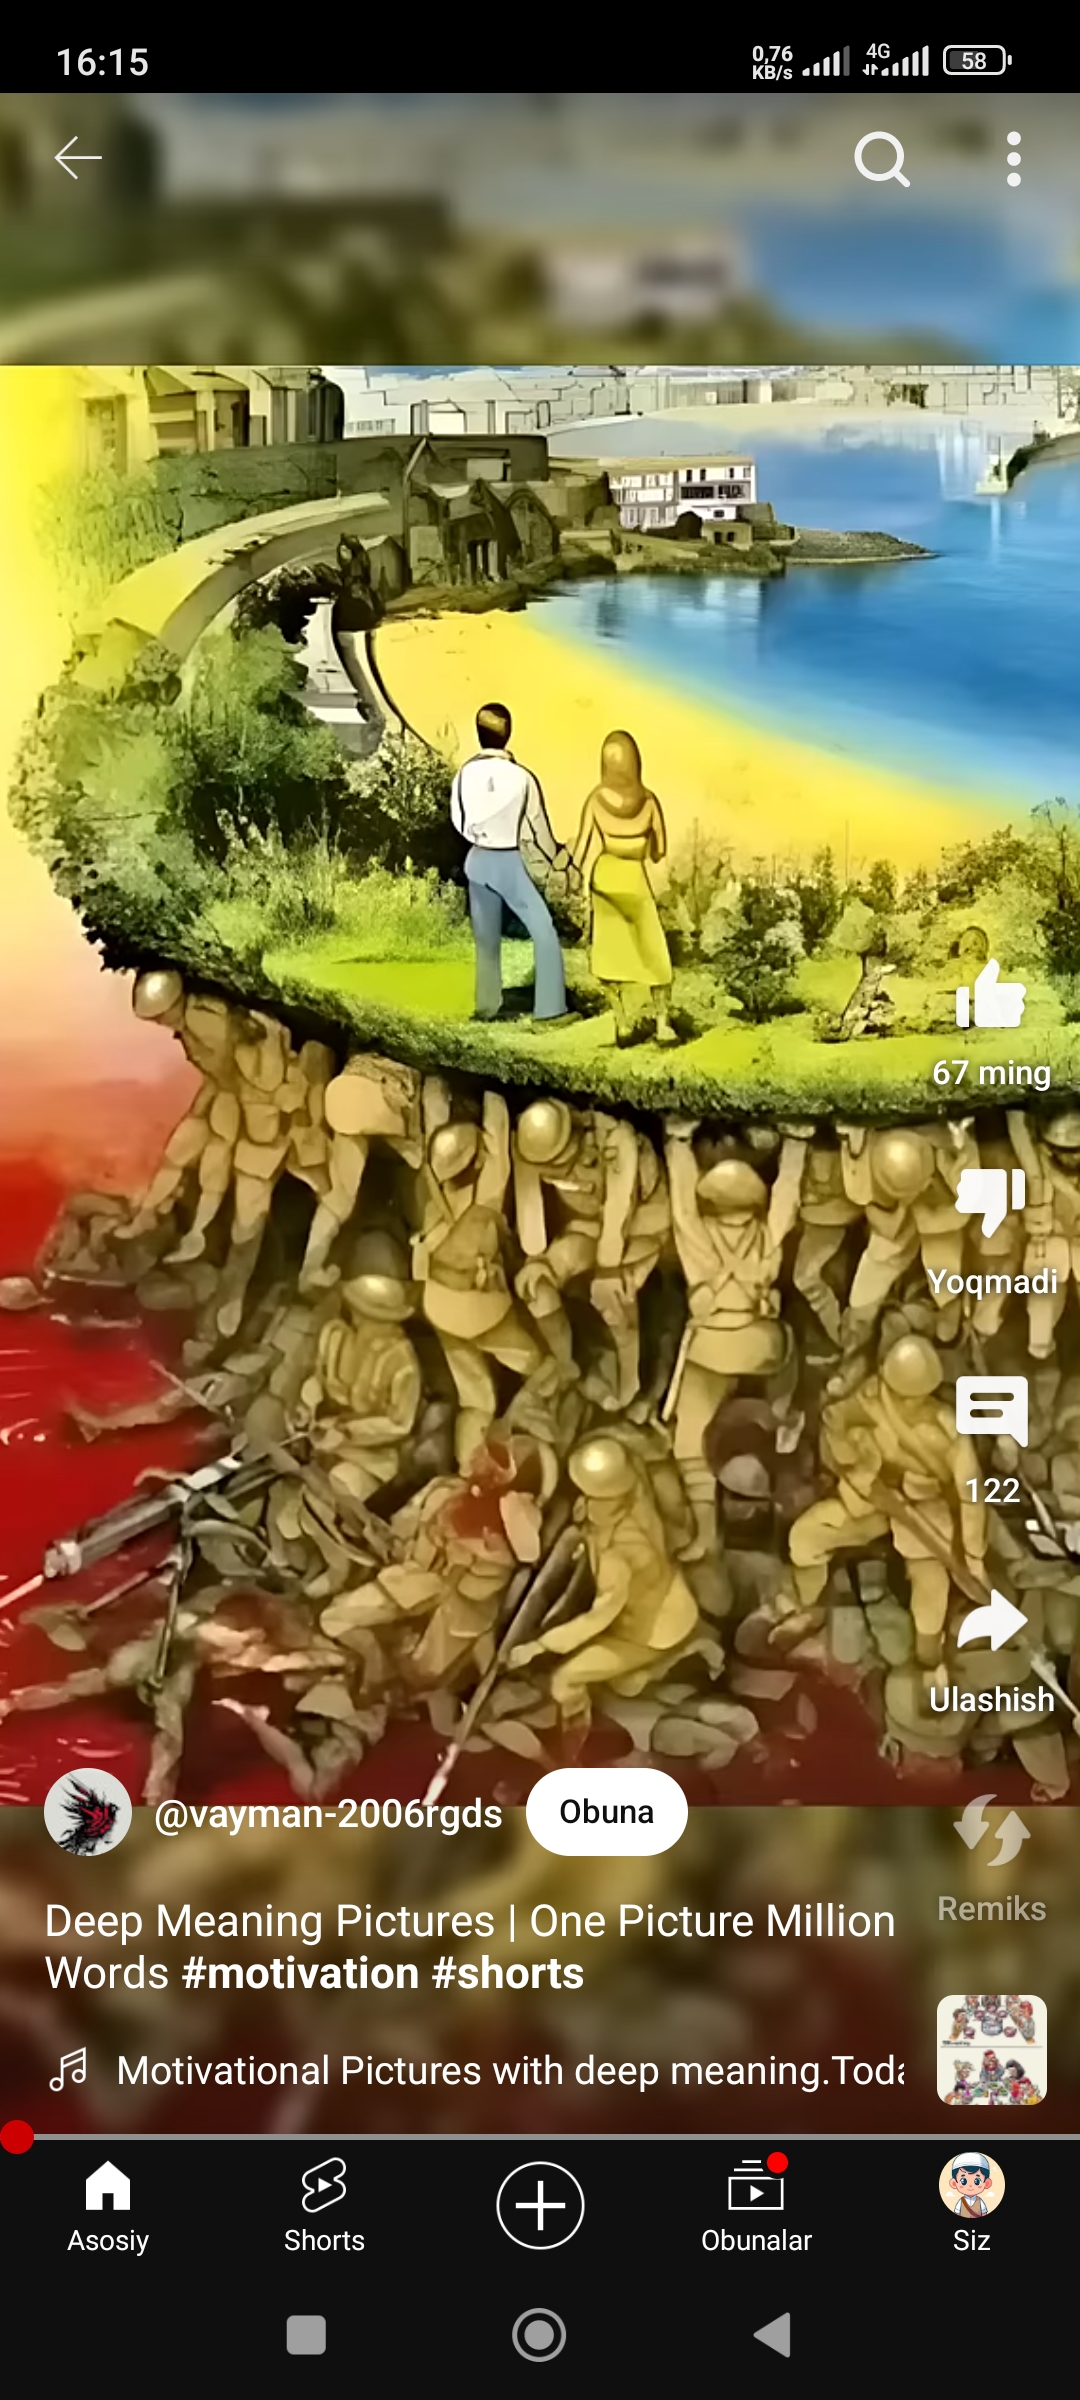 16:15
0,76
KB/s
4G
58
67 ming
Yoqmadi
122
Ulashish
@vayman-2006rgds
Obuna
Remiks
Deep Meaning Pictures | One Picture Million
Words #motivation #shorts
Motivational Pictures with deep meaning.Toda
Asosiy
Shorts
Obunalar
Siz